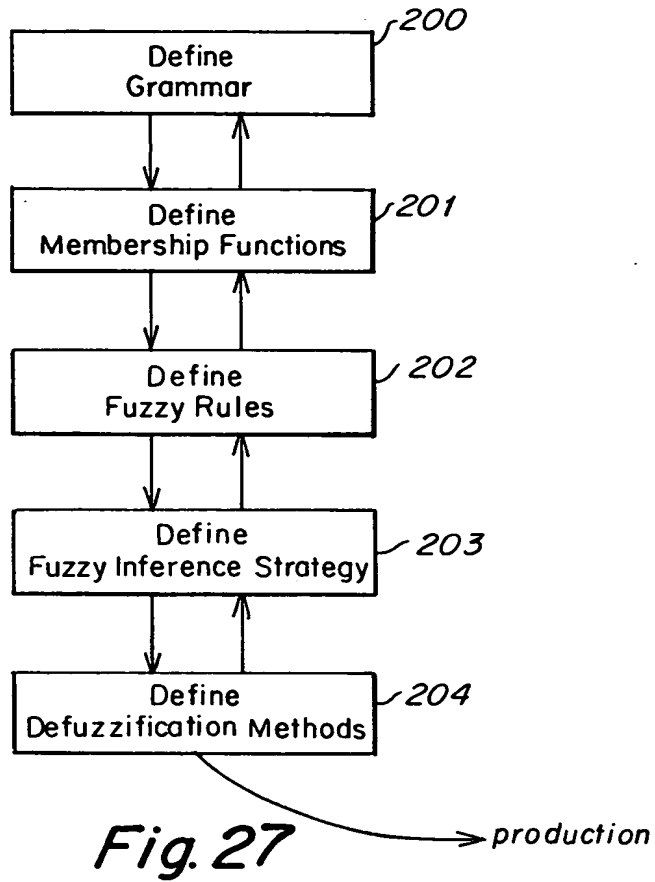 200
Define
Grammar
201
Define
Membership Functions
202
Define
Fuzzy Rules
203
Define
Fuzzy Inference Strategy
204
Define
Defuzzification Methods
production
Fig. 27